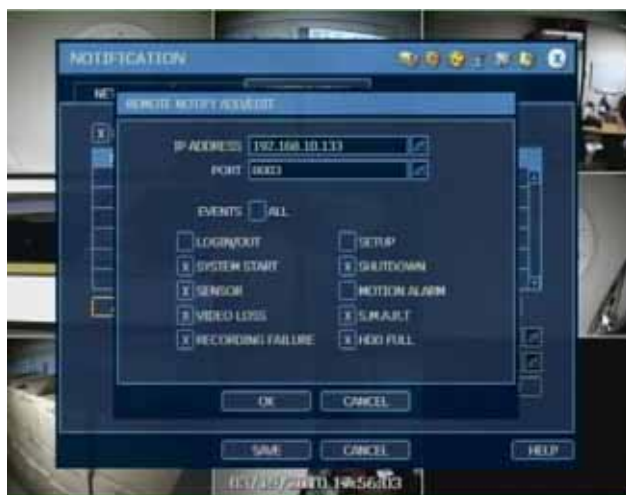 NOTIFICATION
REMOTE NOTIFY ADD/EDIT
IP ADDRESS 192.168.10.133
PORT 8003
EVENTS ALL
LOGIN/OUT SETUP
X SYSTEM START X SHUTDOWN
X SENSOR MOTION ALARM
X VIDEO LOSS X S.M.A.R.T
X RECORDING FAILURE X HDD FULL
OK CANCEL
SAVE CANCEL HELP